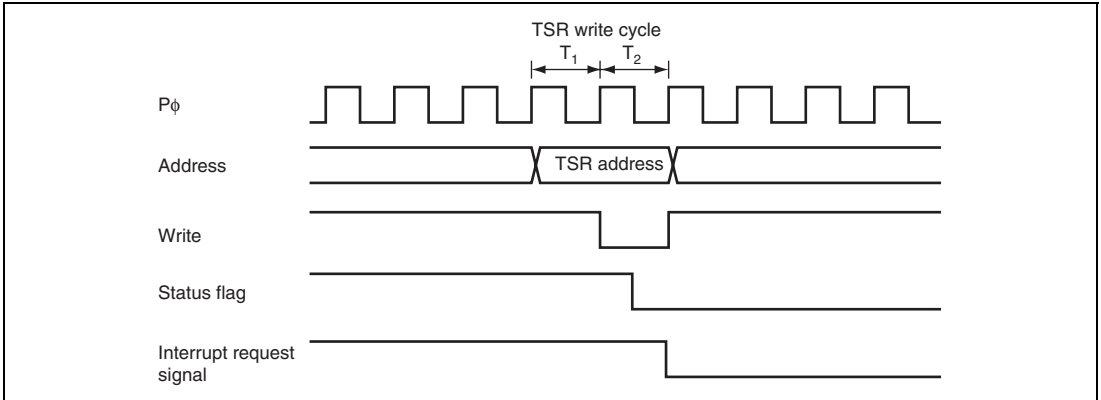 TSR write cycle
T1 T2
Pϕ
Address
TSR address
Write
Status flag
Interrupt request
signal